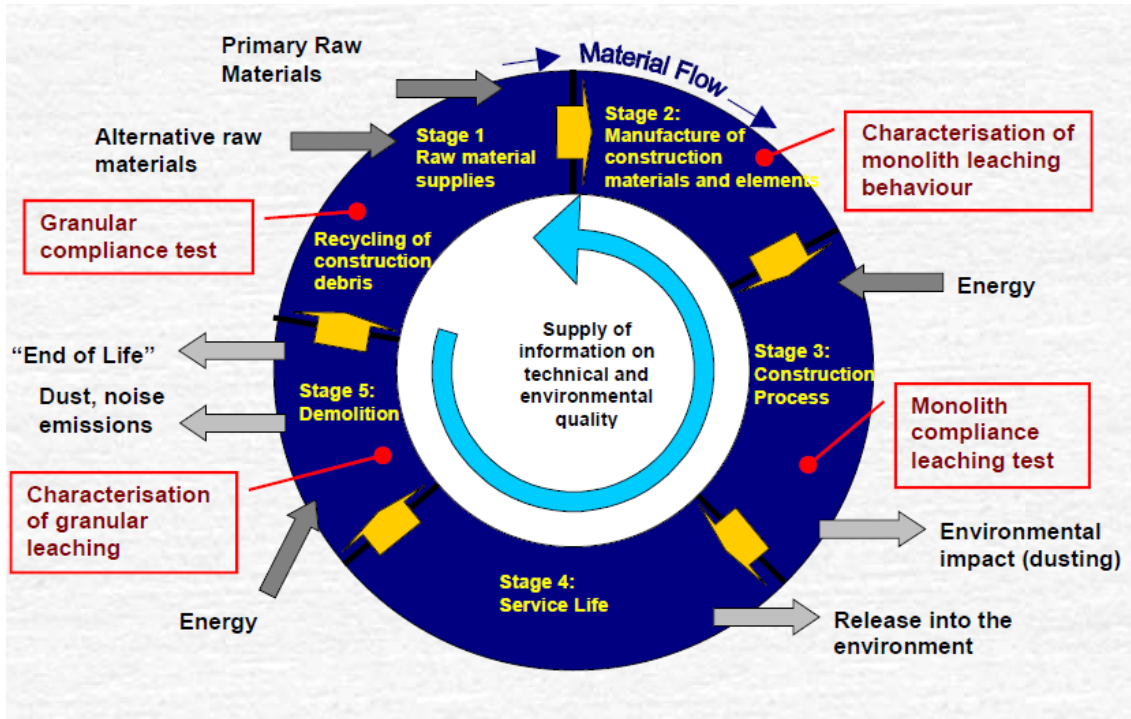 Primary Raw
Materials
Material Flow
Alternative raw
materials
Stage 1
Raw material
supplies
Stage 2:
Manufacture of
construction
materials and elements
Characterisation of
monolith leaching
behaviour
Granular
compliance test
Recycling of
construction
debris
Energy
Supply of
information on
technical and
environmental
quality
"End of Life"
Dust, noise
emissions
Stage 5:
Demolition
Stage 3:
Construction
Process
Monolith
compliance
leaching test
Characterisation
of granular
leaching
Environmental
impact (dusting)
Stage 4:
Service Life
Energy
Release into the
environment